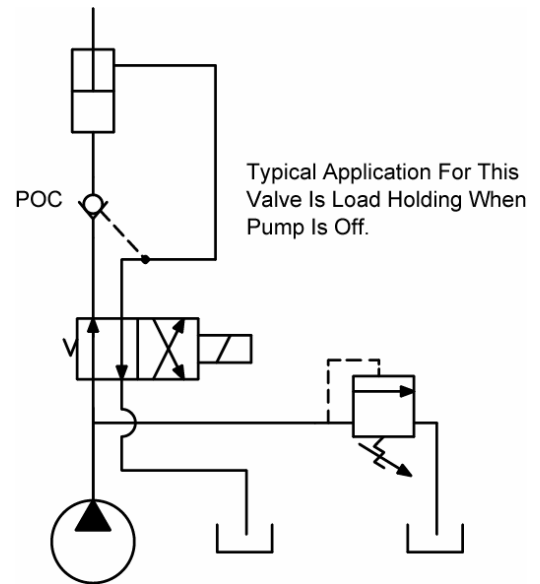 Typical Application For This
Valve Is Load Holding When
Pump Is Off.
POC